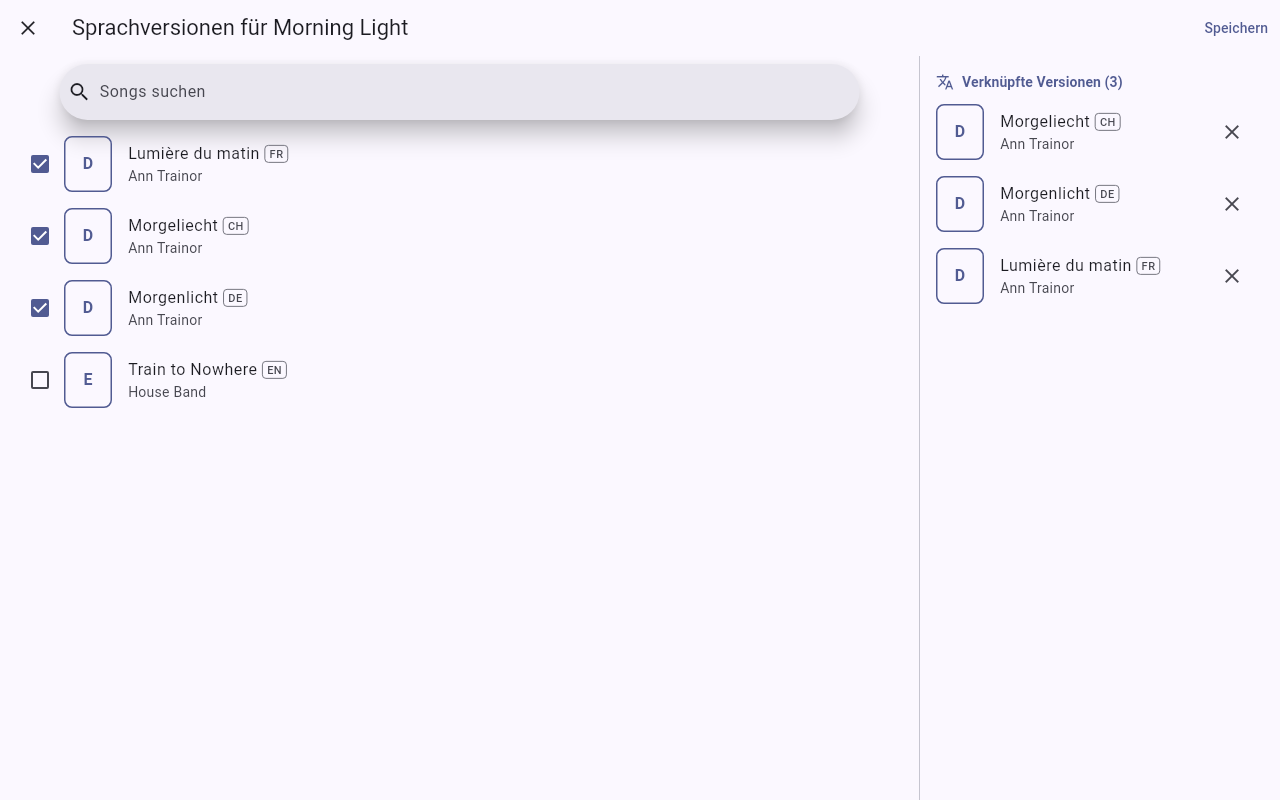 Sprachversionen für Morning Light
Speichern
Songs suchen
D
Lumière du matin FR
Ann Trainor
D
Morgeliecht CH
Ann Trainor
D
Morgenlicht DE
Ann Trainor
E
Train to Nowhere EN
House Band
Verknüpfte Versionen (3)
D
Morgeliecht CH
Ann Trainor
D
Morgenlicht DE
Ann Trainor
D
Lumière du matin FR
Ann Trainor